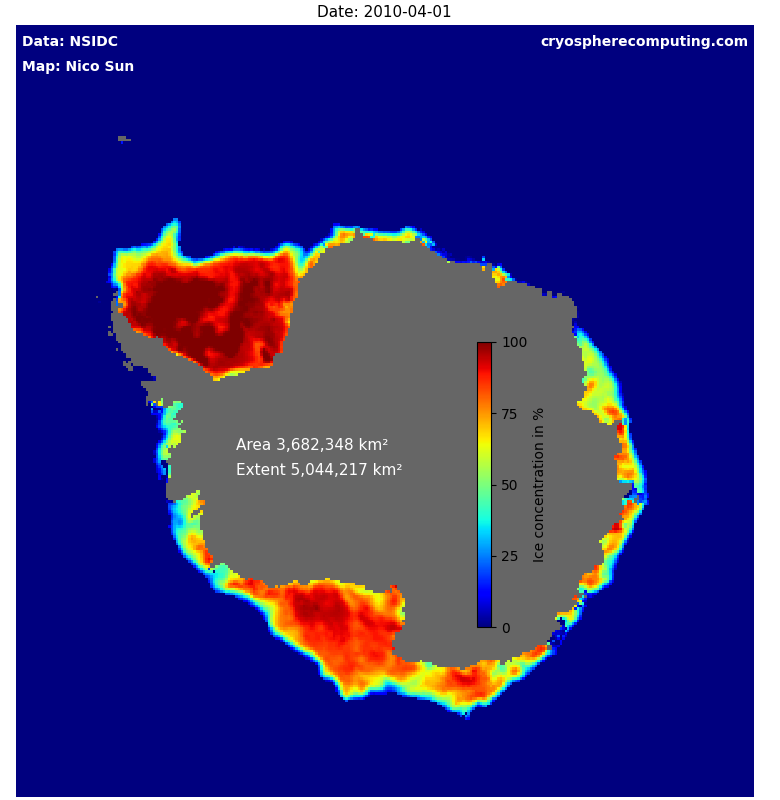 Date: 2010-04-01
Data: NSIDC
cryospherecomputing.com
Map: Nico Sun
Area 3,682,348 km²
Extent 5,044,217 km²
100
75
50
25
0
Ice concentration in %